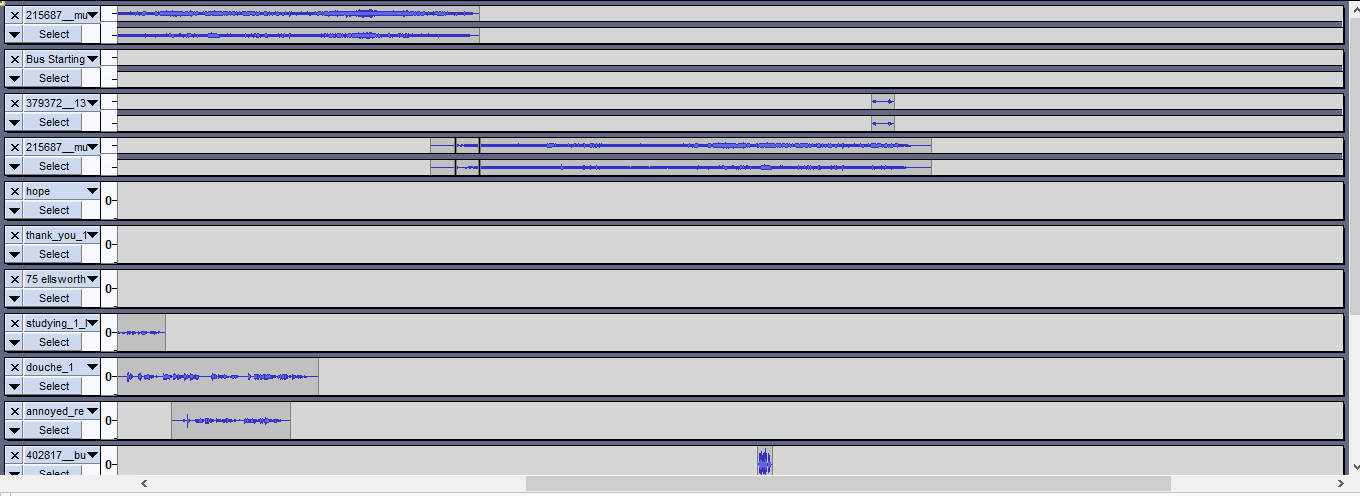 215687__mu
Select
Bus Starting
Select
379372__13
Select
215687__mu
Select
hope
Select
0
thank_you_1
Select
0
75 ellsworth
Select
0
studying_1_l
Select
0
douche_1
Select
0
annoyed_re
Select
0
402817__bu
Select
0